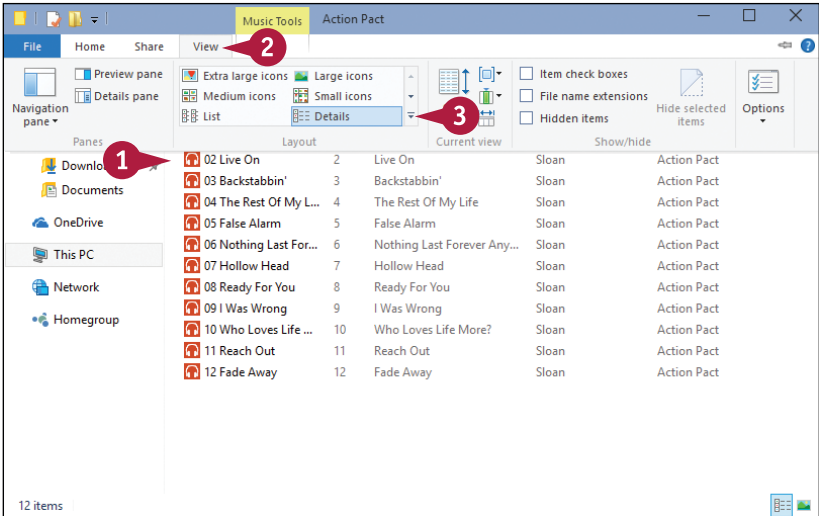 Music Tools Action Pact
File Home Share View 2
Preview pane
Details pane
Navigation
pane
Panes
Extra large icons Large icons
Medium icons Small icons
List Details 3
Layout
Current view
Item check boxes
File name extensions
Hidden items
Hide selected
items
Show/hide
Options
1
Downlo
Documents
OneDrive
This PC
Network
Homegroup
02 Live On 2 Live On Sloan Action Pact
03 Backstabbin' 3 Backstabbin' Sloan Action Pact
04 The Rest Of My L... 4 The Rest Of My Life Sloan Action Pact
05 False Alarm 5 False Alarm Sloan Action Pact
06 Nothing Last For... 6 Nothing Last Forever Any... Sloan Action Pact
07 Hollow Head 7 Hollow Head Sloan Action Pact
08 Ready For You 8 Ready For You Sloan Action Pact
09 I Was Wrong 9 I Was Wrong Sloan Action Pact
10 Who Loves Life ... 10 Who Loves Life More? Sloan Action Pact
11 Reach Out 11 Reach Out Sloan Action Pact
12 Fade Away 12 Fade Away Sloan Action Pact
12 items